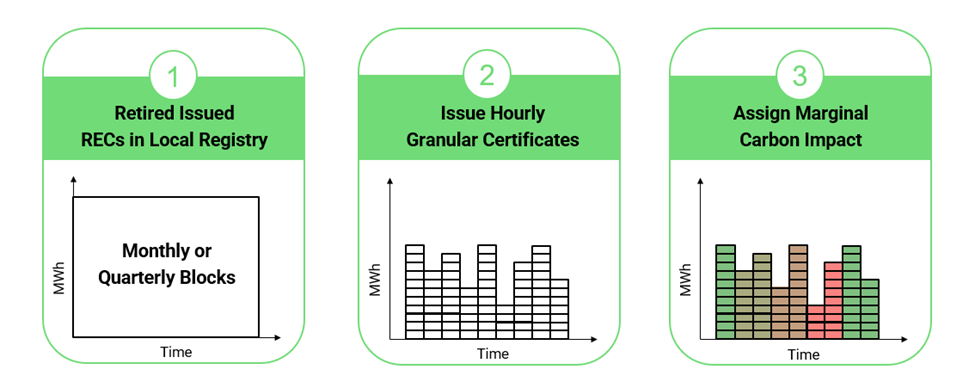 1
Retired Issued
RECs in Local Registry
MWh
Monthly or
Quarterly Blocks
Time
2
Issue Hourly
Granular Certificates
MWh
Time
3
Assign Marginal
Carbon Impact
MWh
Time